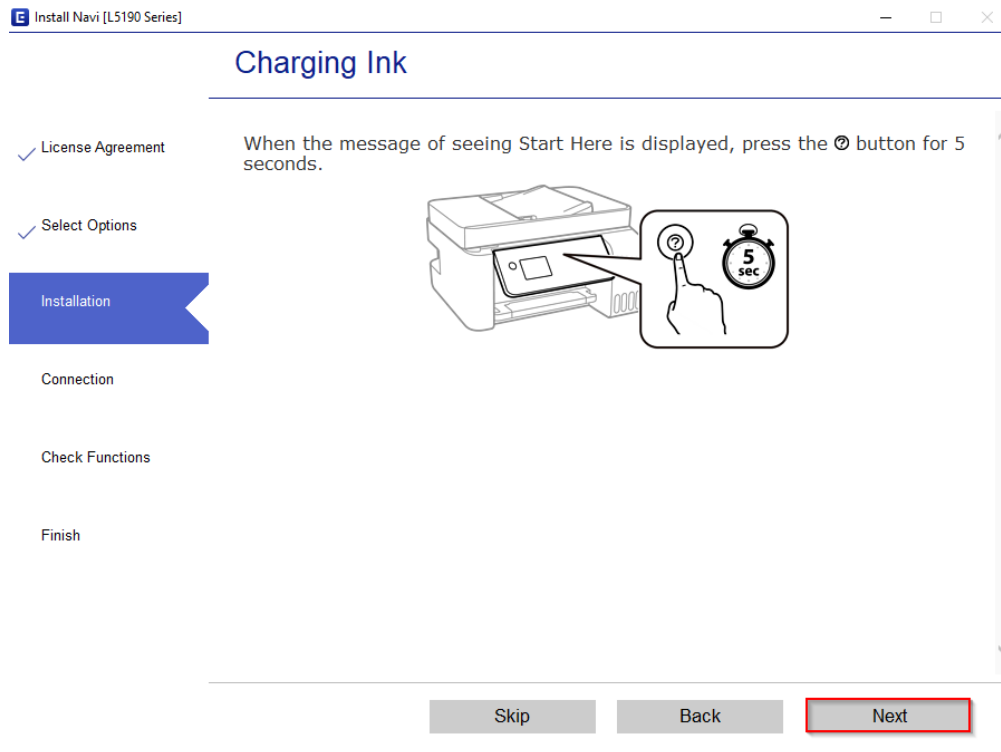 E Install Navi [L5190 Series]
Charging Ink
License Agreement
Select Options
Installation
Connection
Check Functions
Finish
When the message of seeing Start Here is displayed, press the ? button for 5
seconds.
?
5
sec
Skip
Back
Next